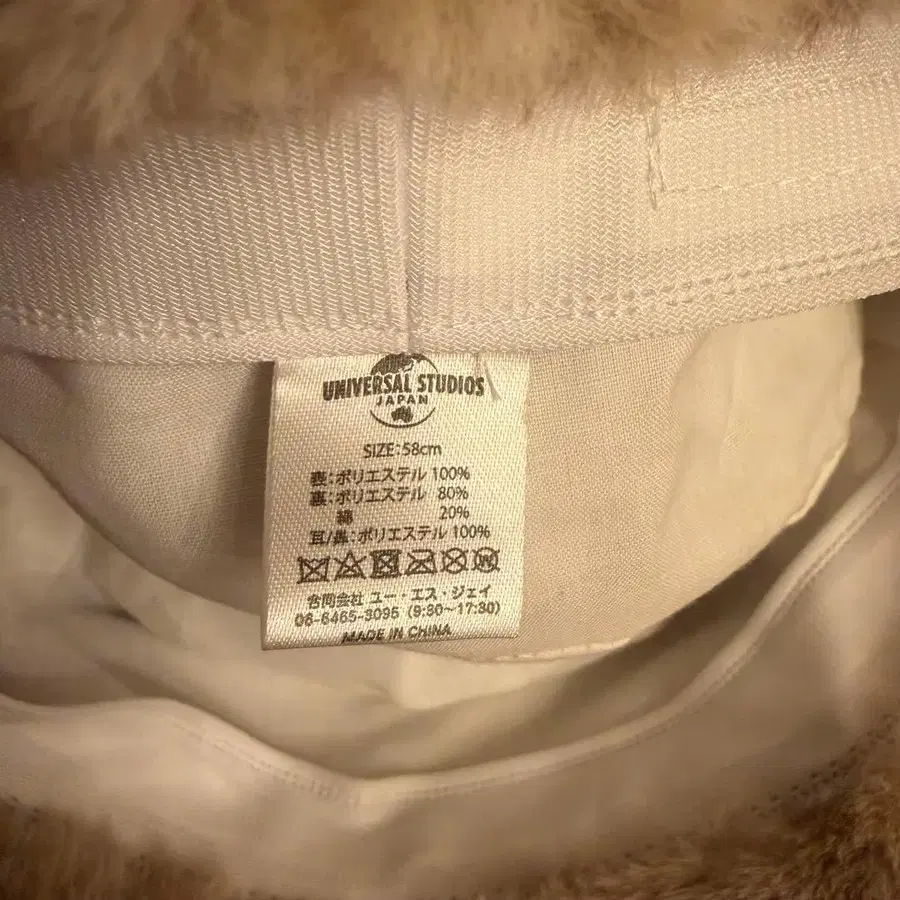 UNIVERSAL STUDIOS
JAPAN
SIZE:58cm
表:ポリエステル 100%
裏:ポリエステル 80%
綿 20%
耳/鼻:ポリエステル 100%
合同会社 ユー・エス・ジェイ
06-6465-3095 (9:30~17:30)
MADE IN CHINA